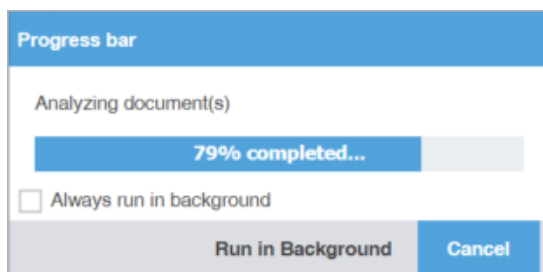 Progress bar
Analyzing document(s)
79% completed...
Always run in background
Run in Background Cancel